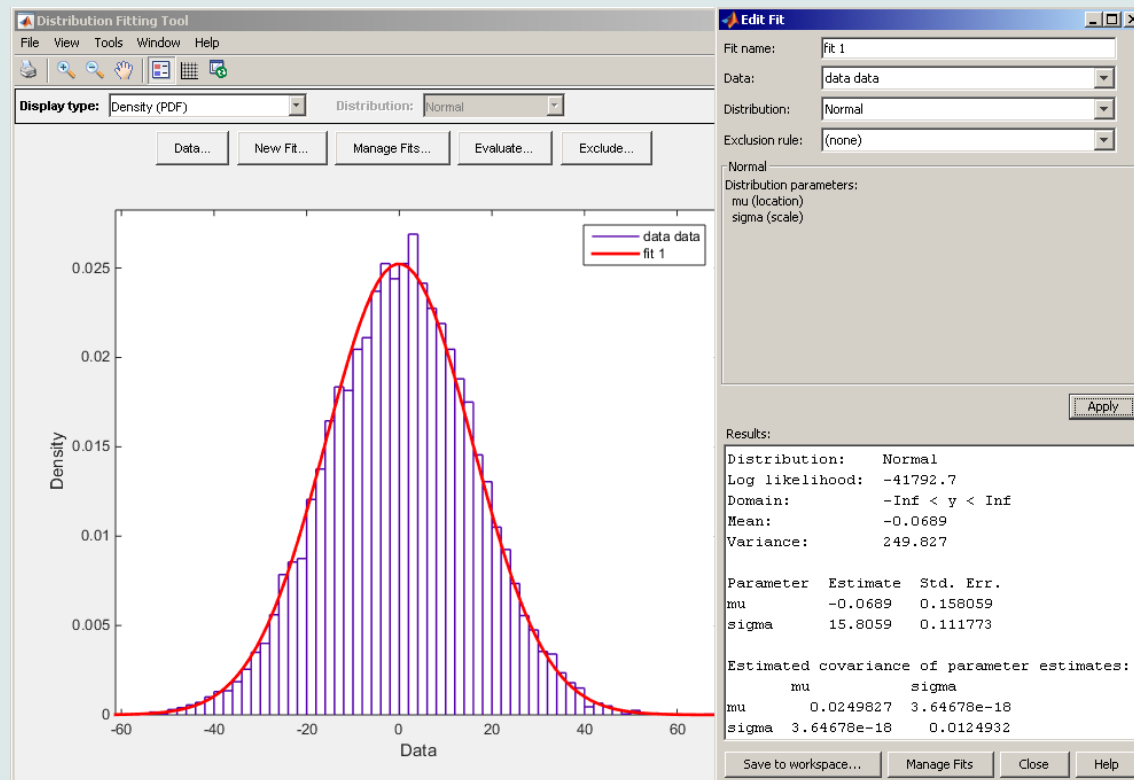 Distribution Fitting Tool
File View Tools Window Help
Display type: Density (PDF) Distribution: Normal
Data... New Fit... Manage Fits... Evaluate... Exclude...
data data
fit 1
0.025
0.02
0.015
0.01
0.005
0
Density
-60 -40 -20 0 20 40 60
Data
Edit Fit
Fit name: fit 1
Data: data data
Distribution: Normal
Exclusion rule: (none)
Normal
Distribution parameters:
mu (location)
sigma (scale)
Apply
Results:
Distribution: Normal
Log likelihood: -41792.7
Domain: -Inf < y < Inf
Mean: -0.0689
Variance: 249.827
Parameter Estimate Std. Err.
mu -0.0689 0.158059
sigma 15.8059 0.111773
Estimated covariance of parameter estimates:
mu sigma
mu 0.0249827 3.64678e-18
sigma 3.64678e-18 0.0124932
Save to workspace... Manage Fits Close Help